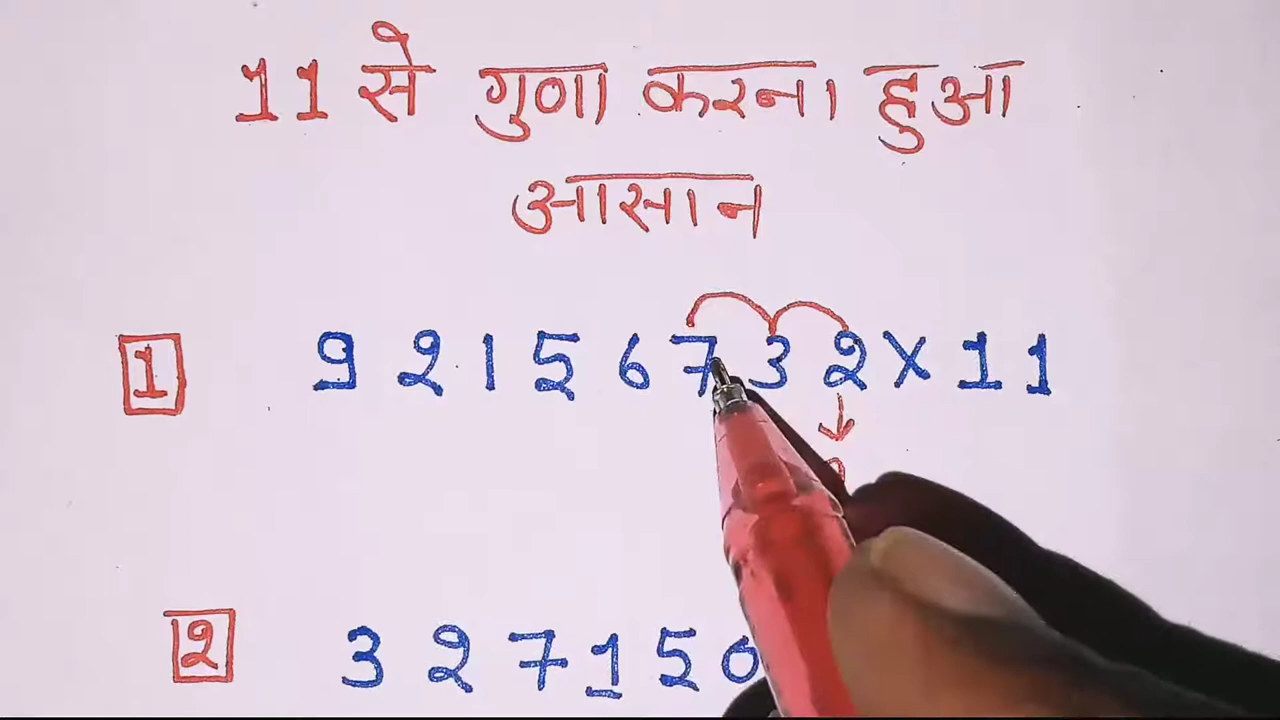 11 से गुणा करना हुआ
आसान
1 9 2 1 5 6 7 3 2 × 11
2 3 2 7 1 5 0